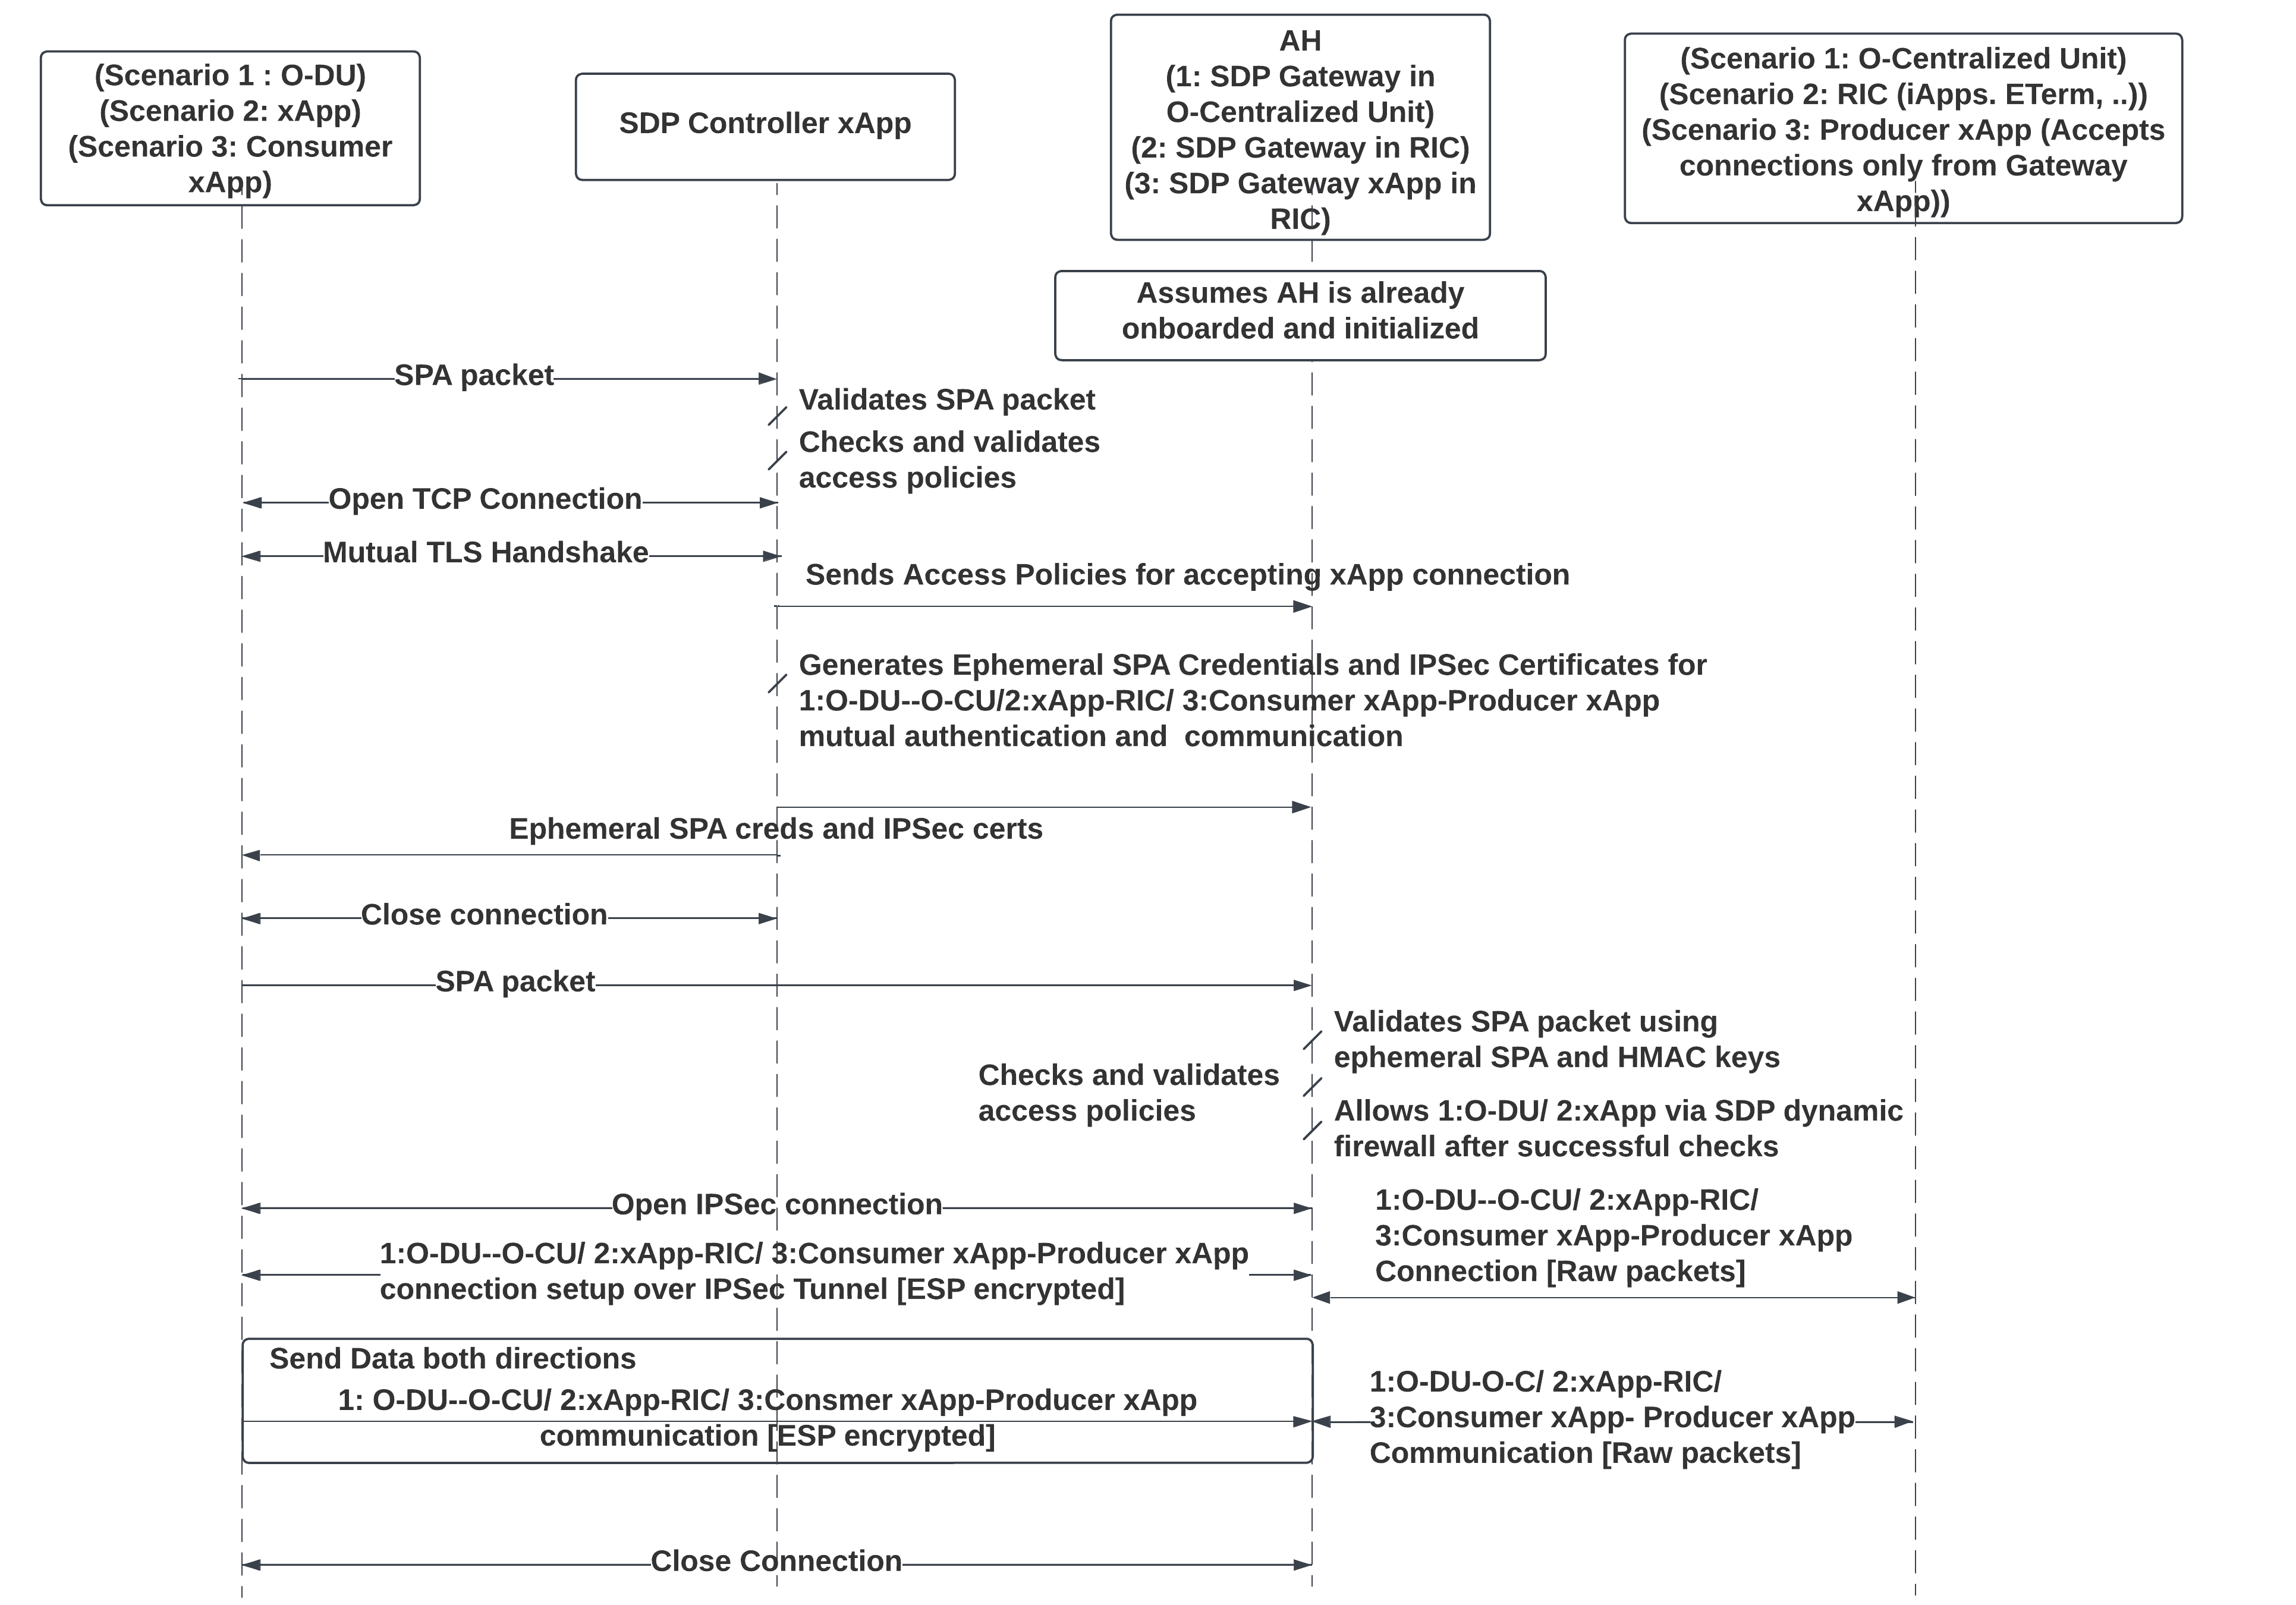 (Scenario 1 : O-DU)
(Scenario 2: xApp)
(Scenario 3: Consumer
xApp)
SDP Controller xApp
AH
(1: SDP Gateway in
O-Centralized Unit)
(2: SDP Gateway in RIC)
(3: SDP Gateway xApp in
RIC)
(Scenario 1: O-Centralized Unit)
(Scenario 2: RIC (iApps. ETerm, ..))
(Scenario 3: Producer xApp (Accepts
connections only from Gateway
xApp))
Assumes AH is already
onboarded and initialized
SPA packet
Validates SPA packet
Checks and validates
access policies
Open TCP Connection
Mutual TLS Handshake
Sends Access Policies for accepting xApp connection
Generates Ephemeral SPA Credentials and IPSec Certificates for
1:O-DU--O-CU/2:xApp-RIC/ 3:Consumer xApp-Producer xApp
mutual authentication and  communication
Ephemeral SPA creds and IPSec certs
Close connection
SPA packet
Validates SPA packet using
ephemeral SPA and HMAC keys
Checks and validates
access policies
Allows 1:O-DU/ 2:xApp via SDP dynamic
firewall after successful checks
Open IPSec connection
1:O-DU--O-CU/ 2:xApp-RIC/
3:Consumer xApp-Producer xApp
Connection [Raw packets]
1:O-DU--O-CU/ 2:xApp-RIC/ 3:Consumer xApp-Producer xApp
connection setup over IPSec Tunnel [ESP encrypted]
Send Data both directions
1: O-DU--O-CU/ 2:xApp-RIC/ 3:Consmer xApp-Producer xApp
communication [ESP encrypted]
1:O-DU-O-C/ 2:xApp-RIC/
3:Consumer xApp- Producer xApp
Communication [Raw packets]
Close Connection